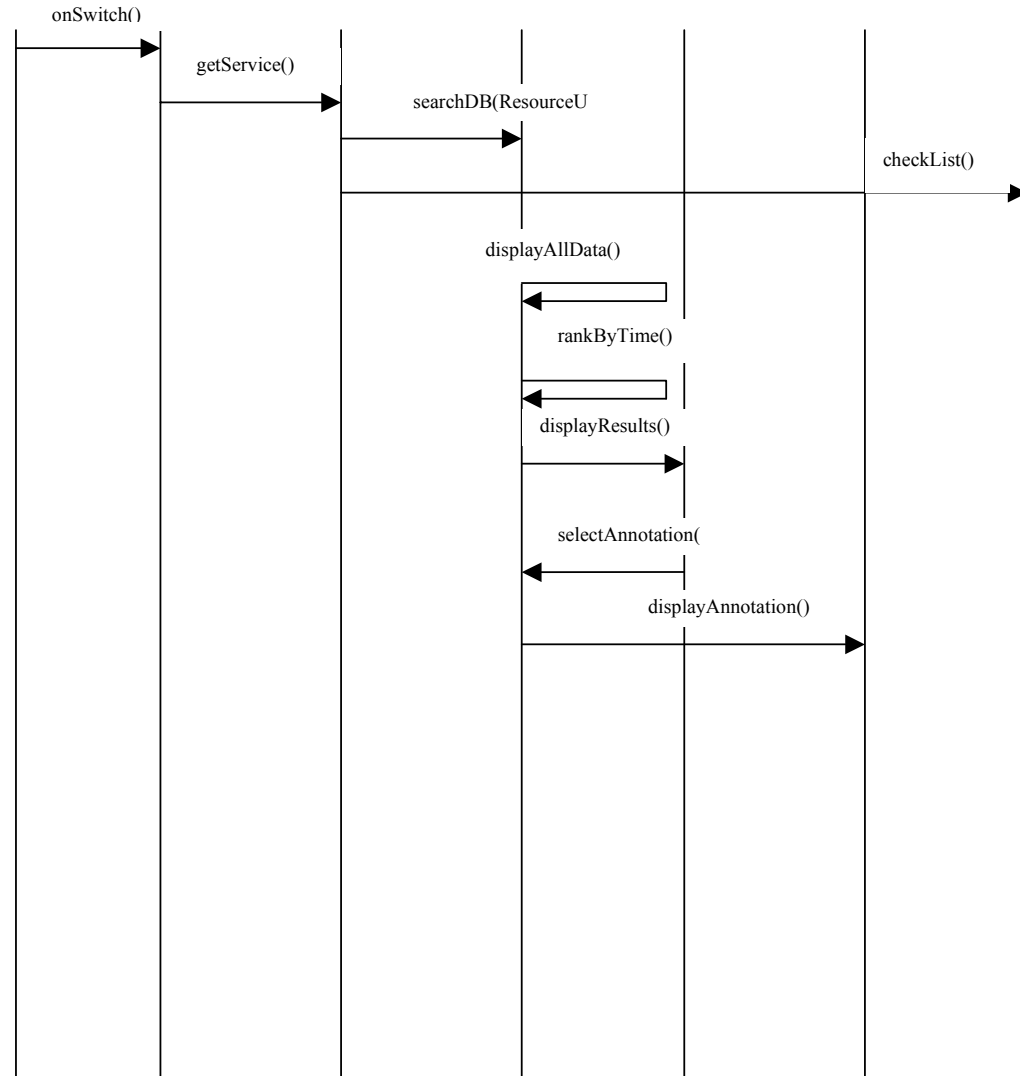 onSwitch()
getService()
searchDB(ResourceU
checkList()
displayAllData()
rankByTime()
displayResults()
selectAnnotation(
displayAnnotation()